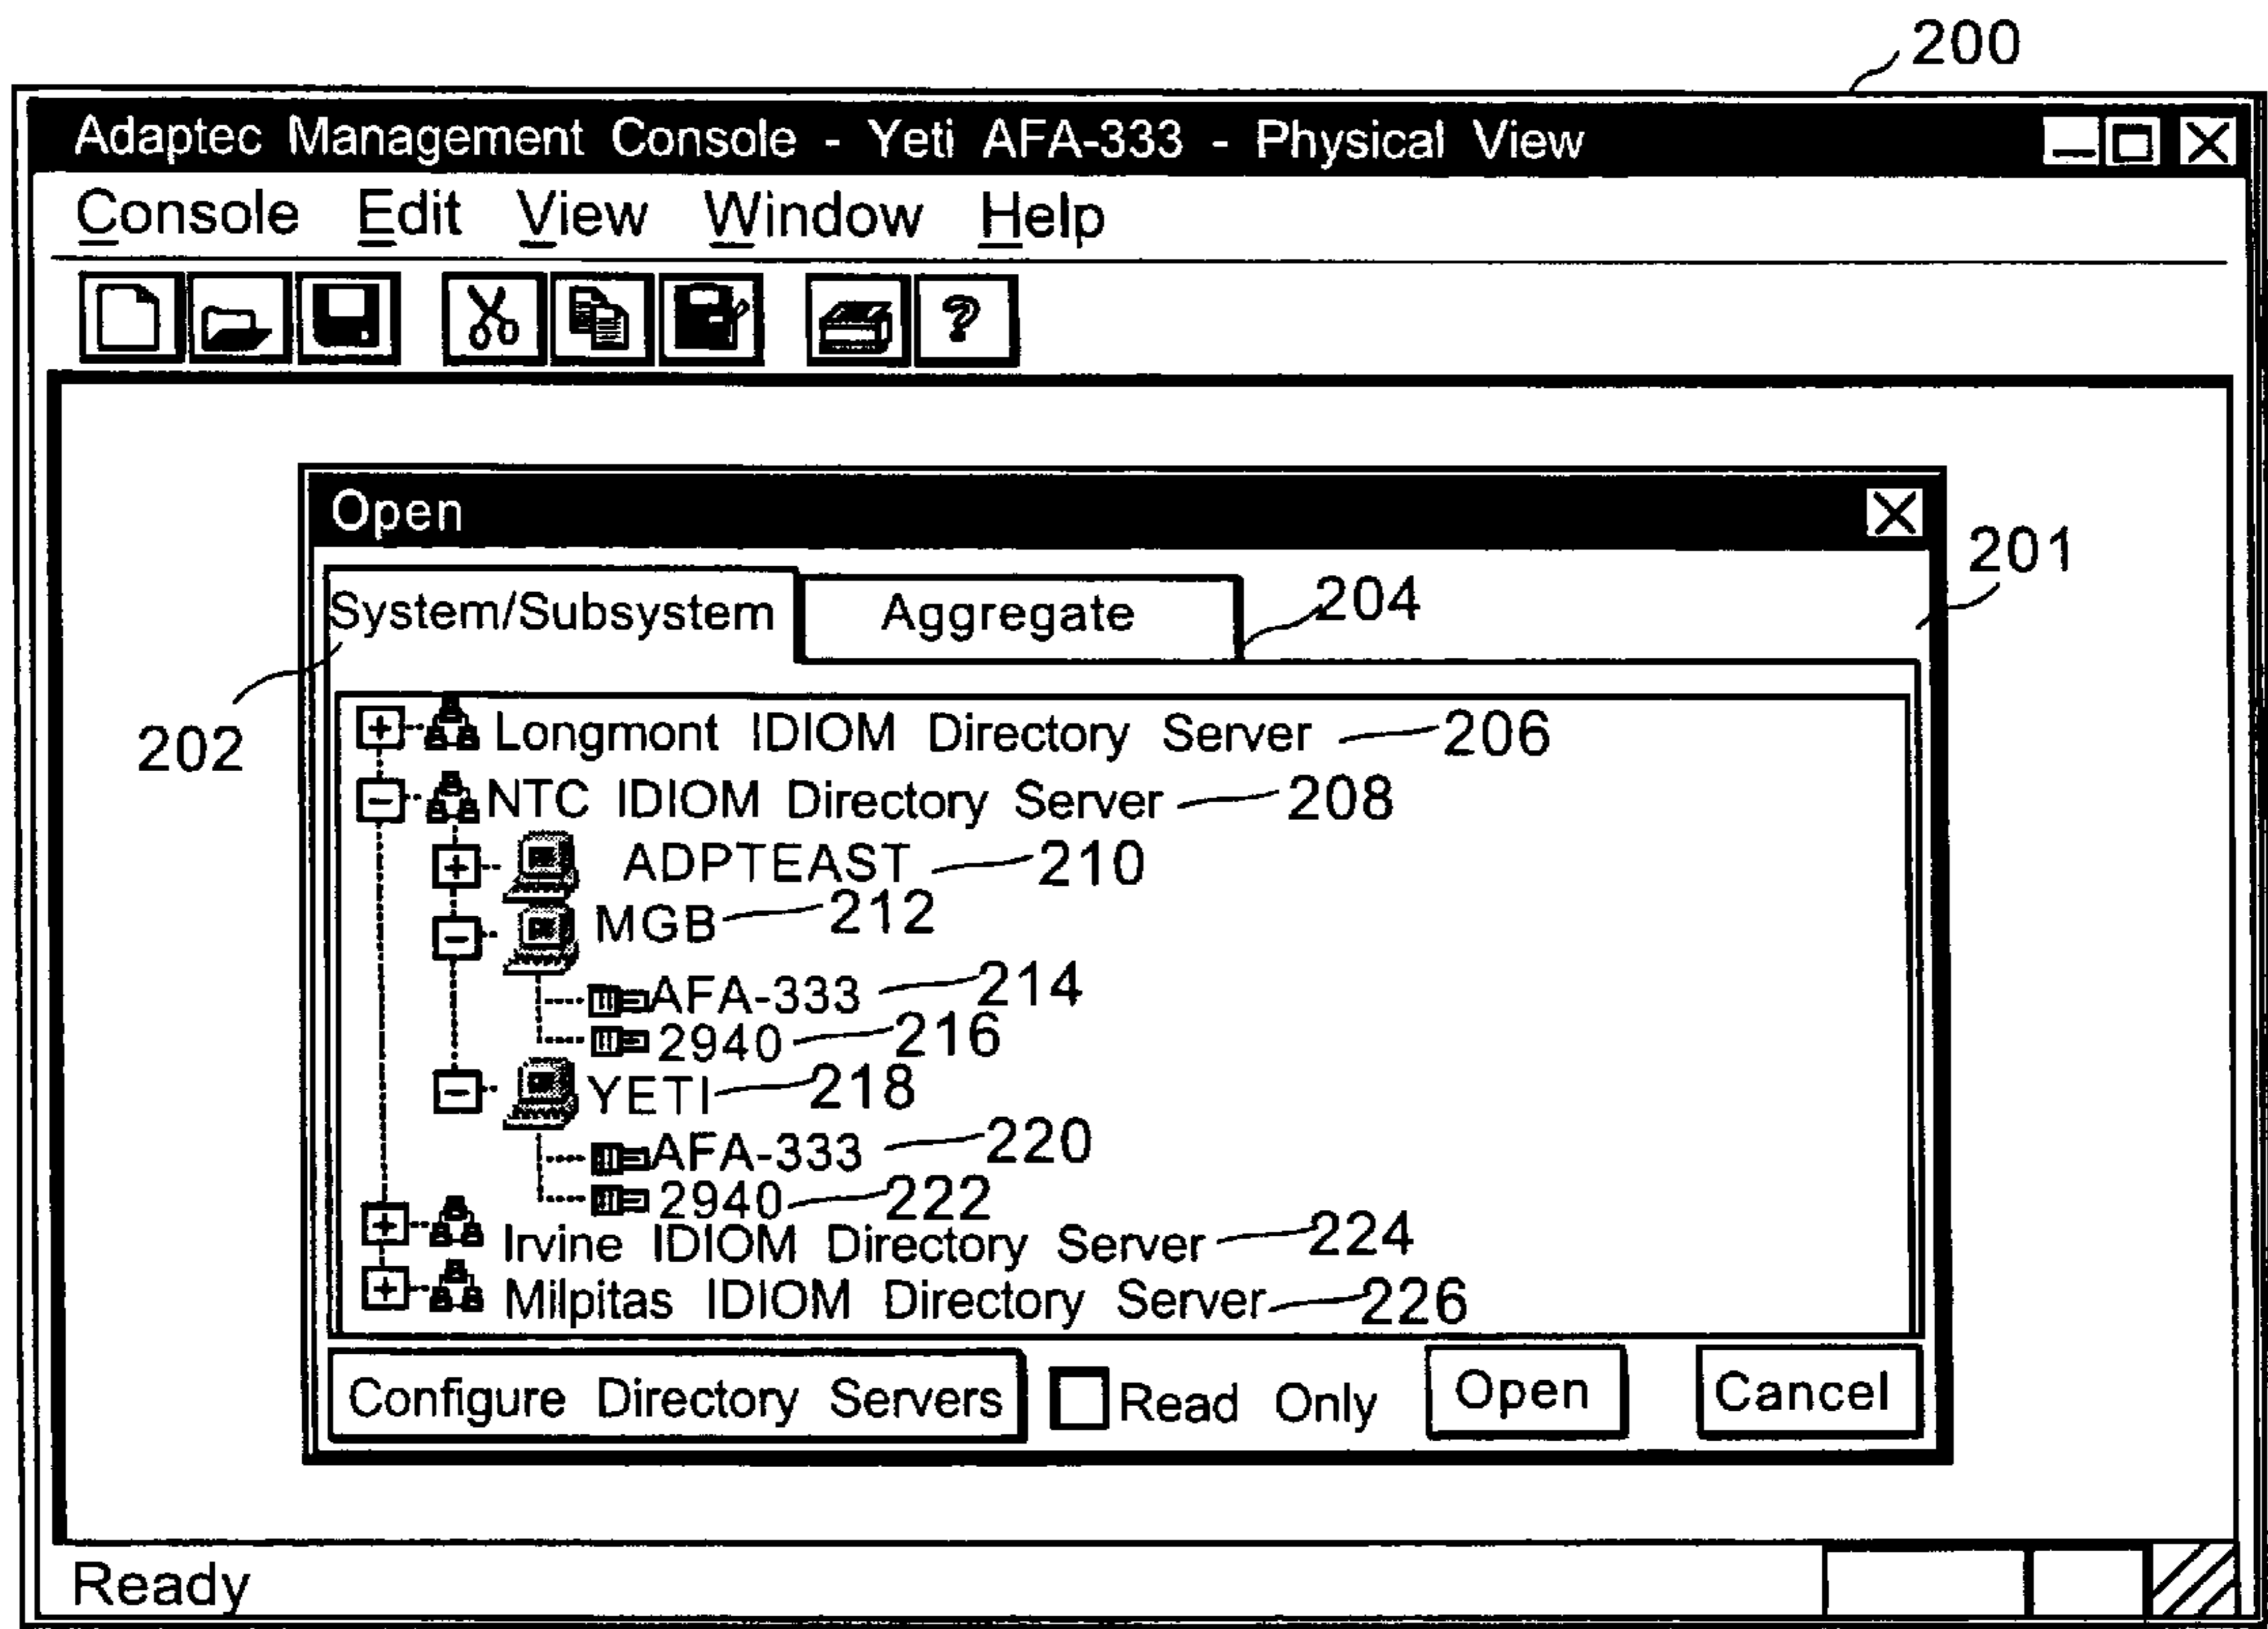 200
Adaptec Management Console - Yeti AFA-333 - Physical View
Console Edit View Window Help
?
Open
201
System/Subsystem Aggregate 204
202
Longmont IDIOM Directory Server 206
NTC IDIOM Directory Server 208
ADPTEAST 210
MGB 212
AFA-333 214
2940 216
YETI 218
AFA-333 220
2940 222
Irvine IDIOM Directory Server 224
Milpitas IDIOM Directory Server 226
Configure Directory Servers Read Only Open Cancel
Ready